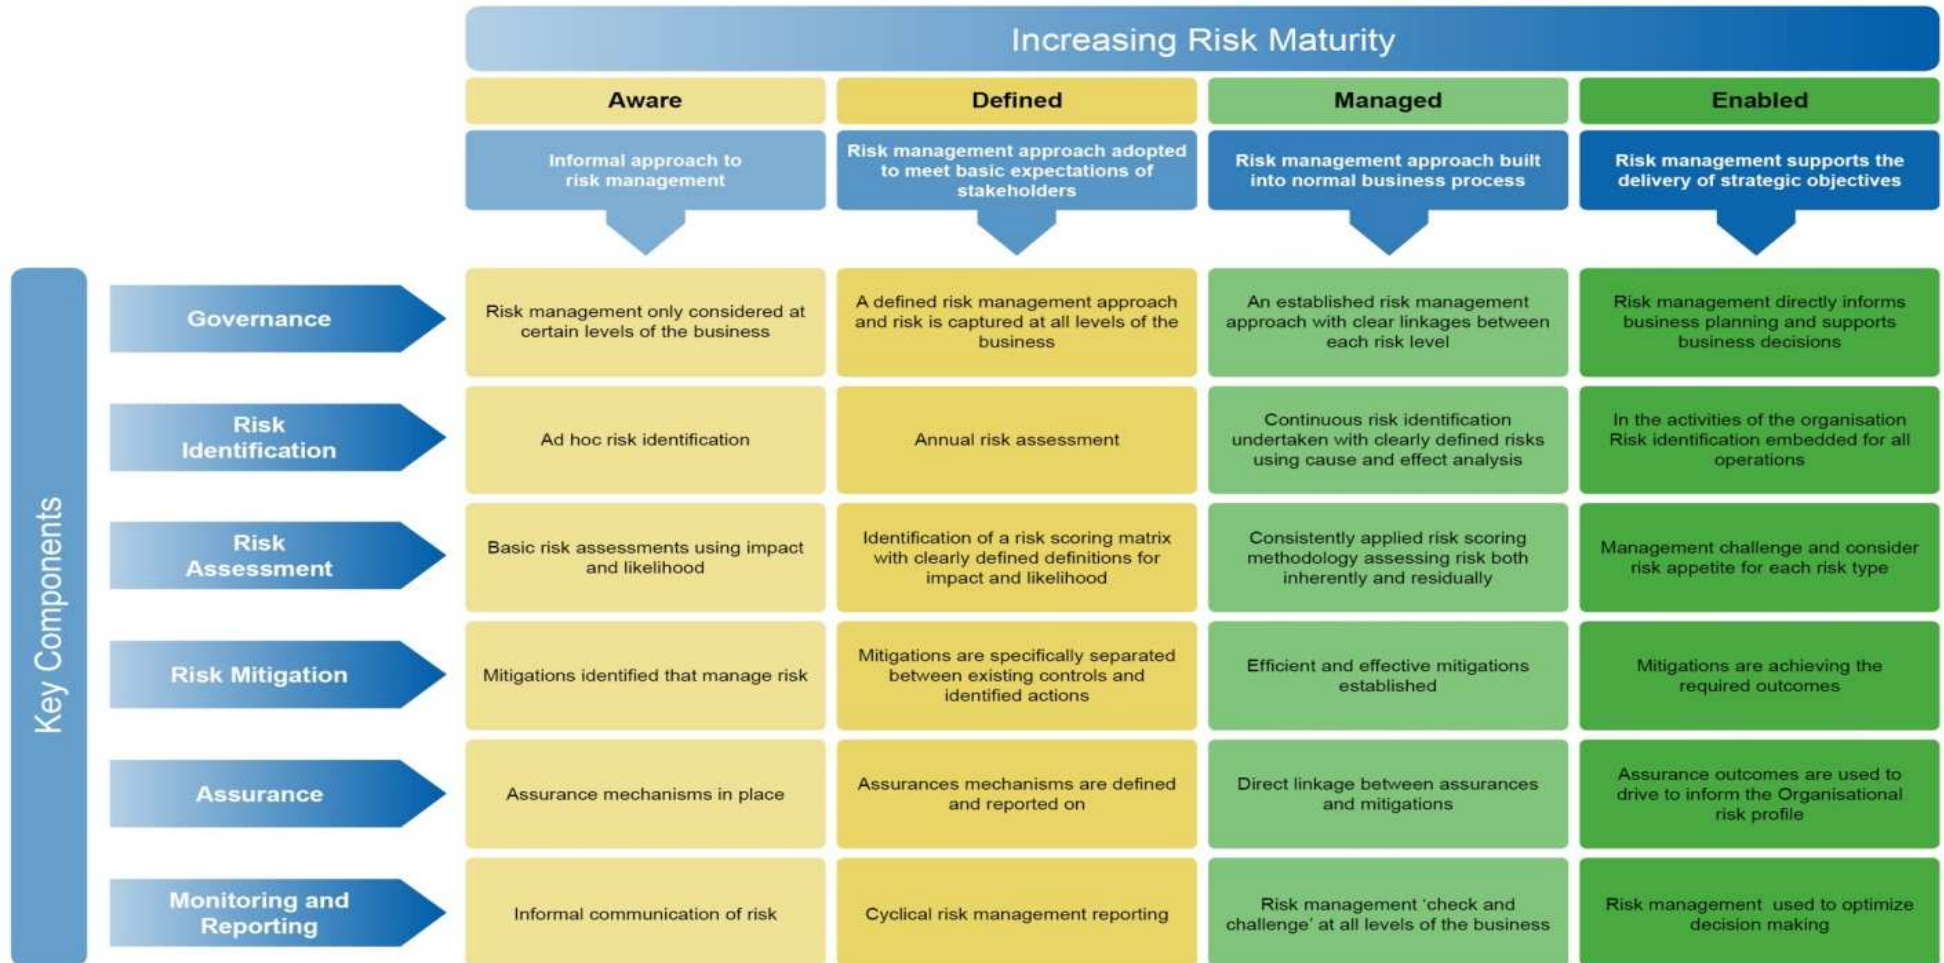 Increasing Risk Maturity
Aware
Defined
Managed
Enabled
Informal approach to
risk management
Risk management approach adopted
to meet basic expectations of
stakeholders
Risk management approach built
into normal business process
Risk management supports the
delivery of strategic objectives
Key Components
Governance
Risk management only considered at
certain levels of the business
A defined risk management approach
and risk is captured at all levels of the
business
An established risk management
approach with clear linkages between
each risk level
Risk management directly informs
business planning and supports
business decisions
Risk
Identification
Ad hoc risk identification
Annual risk assessment
Continuous risk identification
undertaken with clearly defined risks
using cause and effect analysis
In the activities of the organisation
Risk identification embedded for all
operations
Risk
Assessment
Basic risk assessments using impact
and likelihood
Identification of a risk scoring matrix
with clearly defined definitions for
impact and likelihood
Consistently applied risk scoring
methodology assessing risk both
inherently and residually
Management challenge and consider
risk appetite for each risk type
Risk Mitigation
Mitigations identified that manage risk
Mitigations are specifically separated
between existing controls and
identified actions
Efficient and effective mitigations
established
Mitigations are achieving the
required outcomes
Assurance
Assurance mechanisms in place
Assurances mechanisms are defined
and reported on
Direct linkage between assurances
and mitigations
Assurance outcomes are used to
drive to inform the Organisational
risk profile
Monitoring and
Reporting
Informal communication of risk
Cyclical risk management reporting
Risk management ‘check and
challenge’ at all levels of the business
Risk management used to optimize
decision making